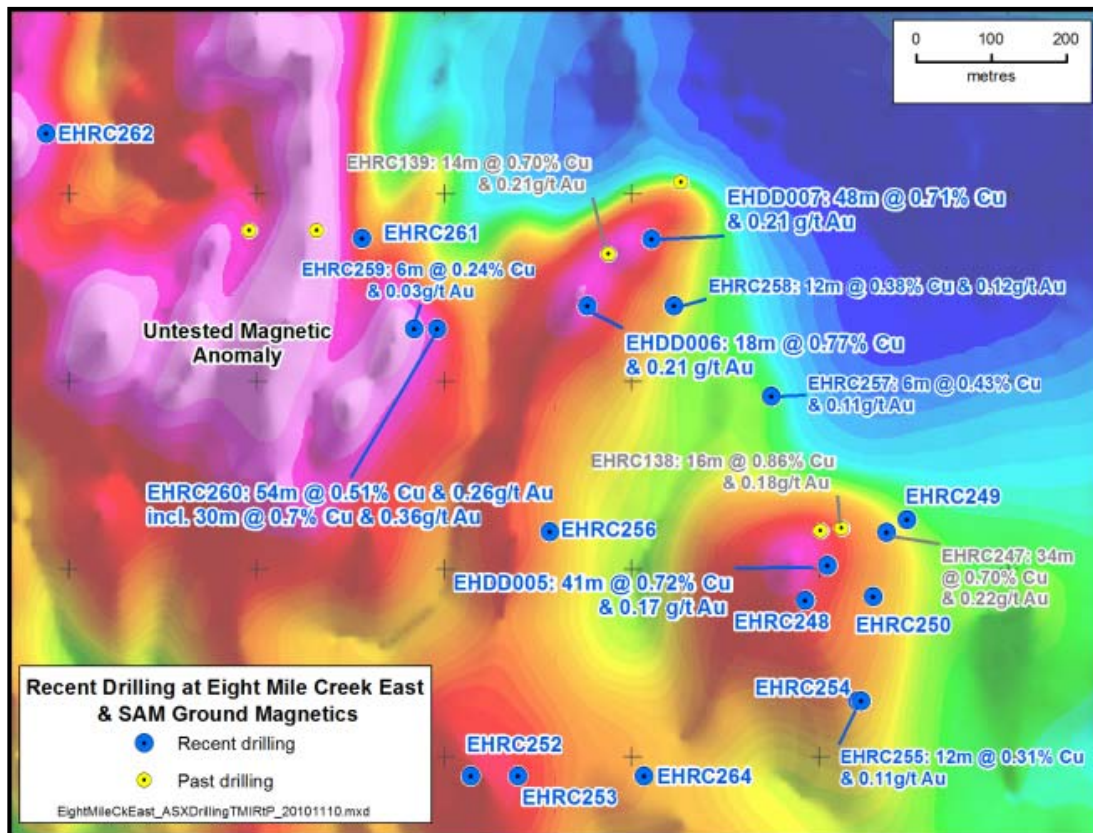 0 100 200
metres
EHRC262
EHRC139: 14m @ 0.70% Cu
& 0.21g/t Au
EHDD007: 48m @ 0.71% Cu
& 0.21 g/t Au
EHRC261
EHRC259: 6m @ 0.24% Cu
& 0.03g/t Au
EHRC258: 12m @ 0.38% Cu & 0.12g/t Au
Untested Magnetic
Anomaly
EHDD006: 18m @ 0.77% Cu
& 0.21 g/t Au
EHRC257: 6m @ 0.43% Cu
& 0.11g/t Au
EHRC138: 16m @ 0.86% Cu
& 0.18g/t Au
EHRC260: 54m @ 0.51% Cu & 0.26g/t Au
incl. 30m @ 0.7% Cu & 0.36g/t Au
EHRC249
EHRC256
EHRC247: 34m
@ 0.70% Cu
& 0.22g/t Au
EHDD005: 41m @ 0.72% Cu
& 0.17 g/t Au
EHRC248
EHRC250
EHRC254
EHRC255: 12m @ 0.31% Cu
& 0.11g/t Au
EHRC252
EHRC253
EHRC264
Recent Drilling at Eight Mile Creek East
& SAM Ground Magnetics
Recent drilling
Past drilling
EightMileCkEast_ASXDrillingTMIRtP_20101110.mxd